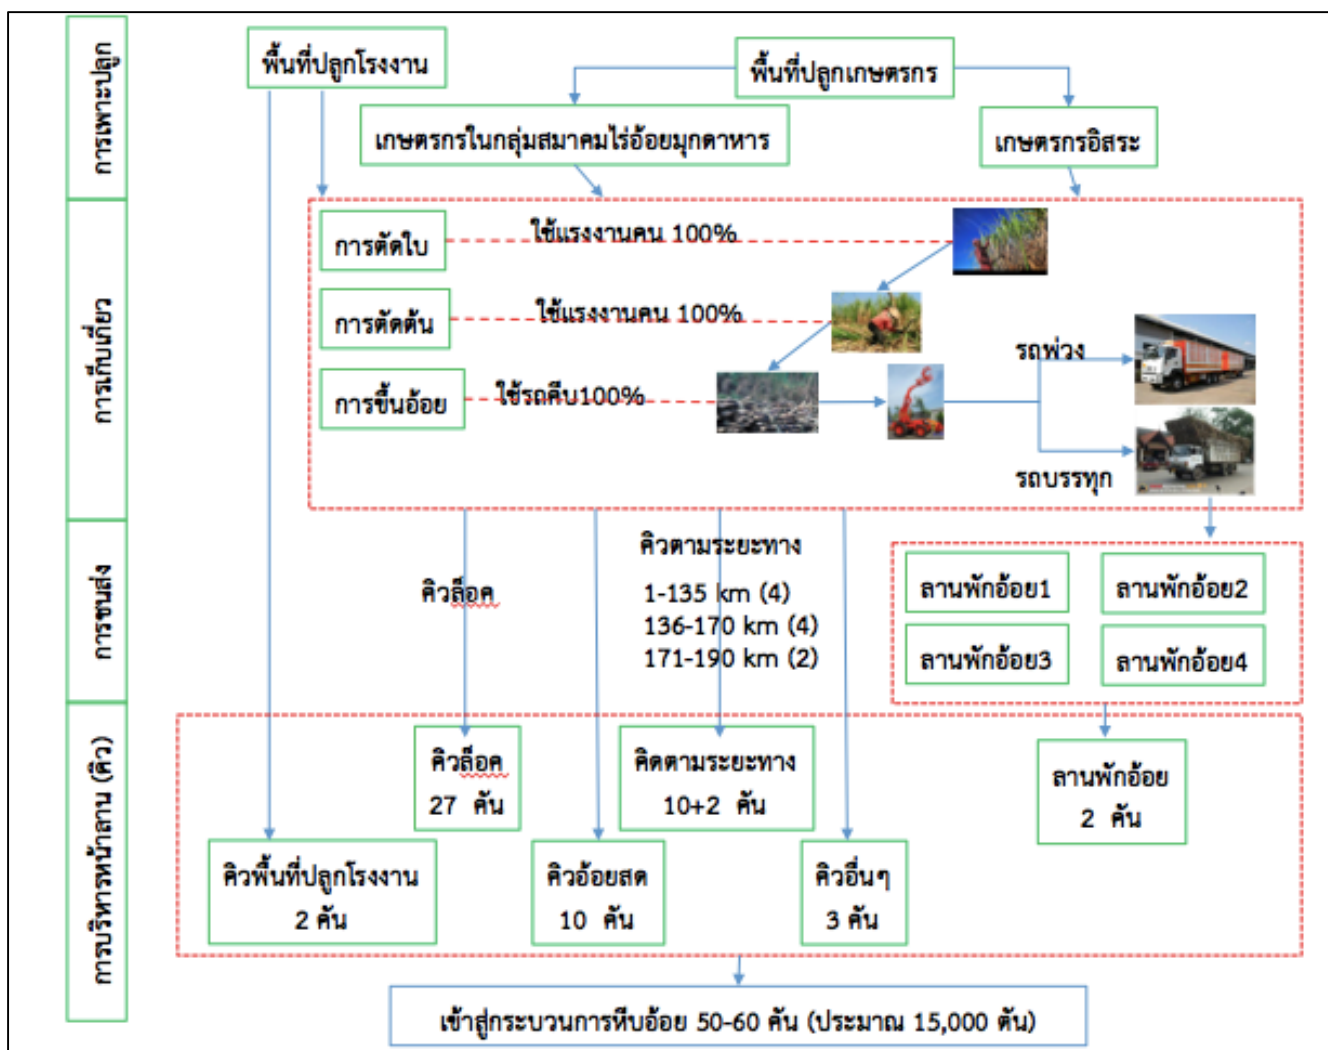 การเพาะปลูก
พื้นที่ปลูกโรงงาน
พื้นที่ปลูกเกษตรกร
เกษตรกรในกลุ่มสมาคมไร่อ้อยมุกดาหาร
เกษตรกรอิสระ
การเก็บเกี่ยว
การตัดใบ
ใช้แรงงานคน 100%
การตัดต้น
ใช้แรงงานคน 100%
การขึ้นอ้อย
ใช้รถคีบ100%
รถพ่วง
รถบรรทุก
การขนส่ง
คิวล็อค
คิวตามระยะทาง
1-135 km (4)
136-170 km (4)
171-190 km (2)
ลานพักอ้อย1
ลานพักอ้อย2
ลานพักอ้อย3
ลานพักอ้อย4
การบริหารหน้าลาน (คิว)
คิวล็อค
27 คัน
คิดตามระยะทาง
10+2 คัน
ลานพักอ้อย
2 คัน
คิวพื้นที่ปลูกโรงงาน
2 คัน
คิวอ้อยสด
10 คัน
คิวอื่นๆ
3 คัน
เข้าสู่กระบวนการหีบอ้อย 50-60 คัน (ประมาณ 15,000 ตัน)